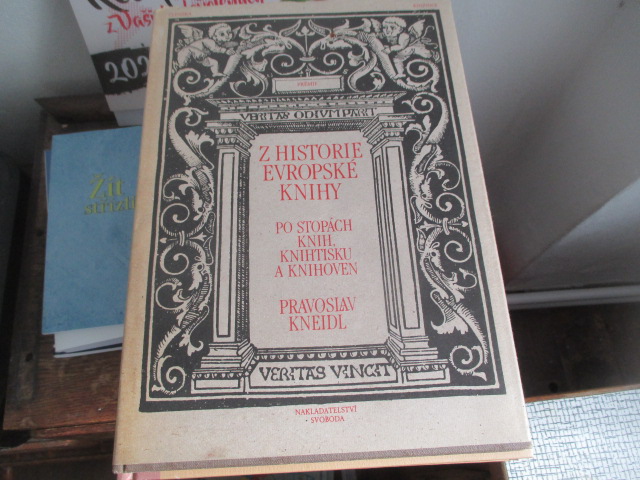 z Vaší
202
Žít
VERITAS ODIUM PARIT
Z HISTORIE
EVROPSKÉ
KNIHY
PO STOPÁCH
KNIH,
KNIHTISKU
A KNIHOVEN
PRAVOSLAV
KNEIDL
VERITAS VINCIT
NAKLADATELSTVÍ
· SVOBODA